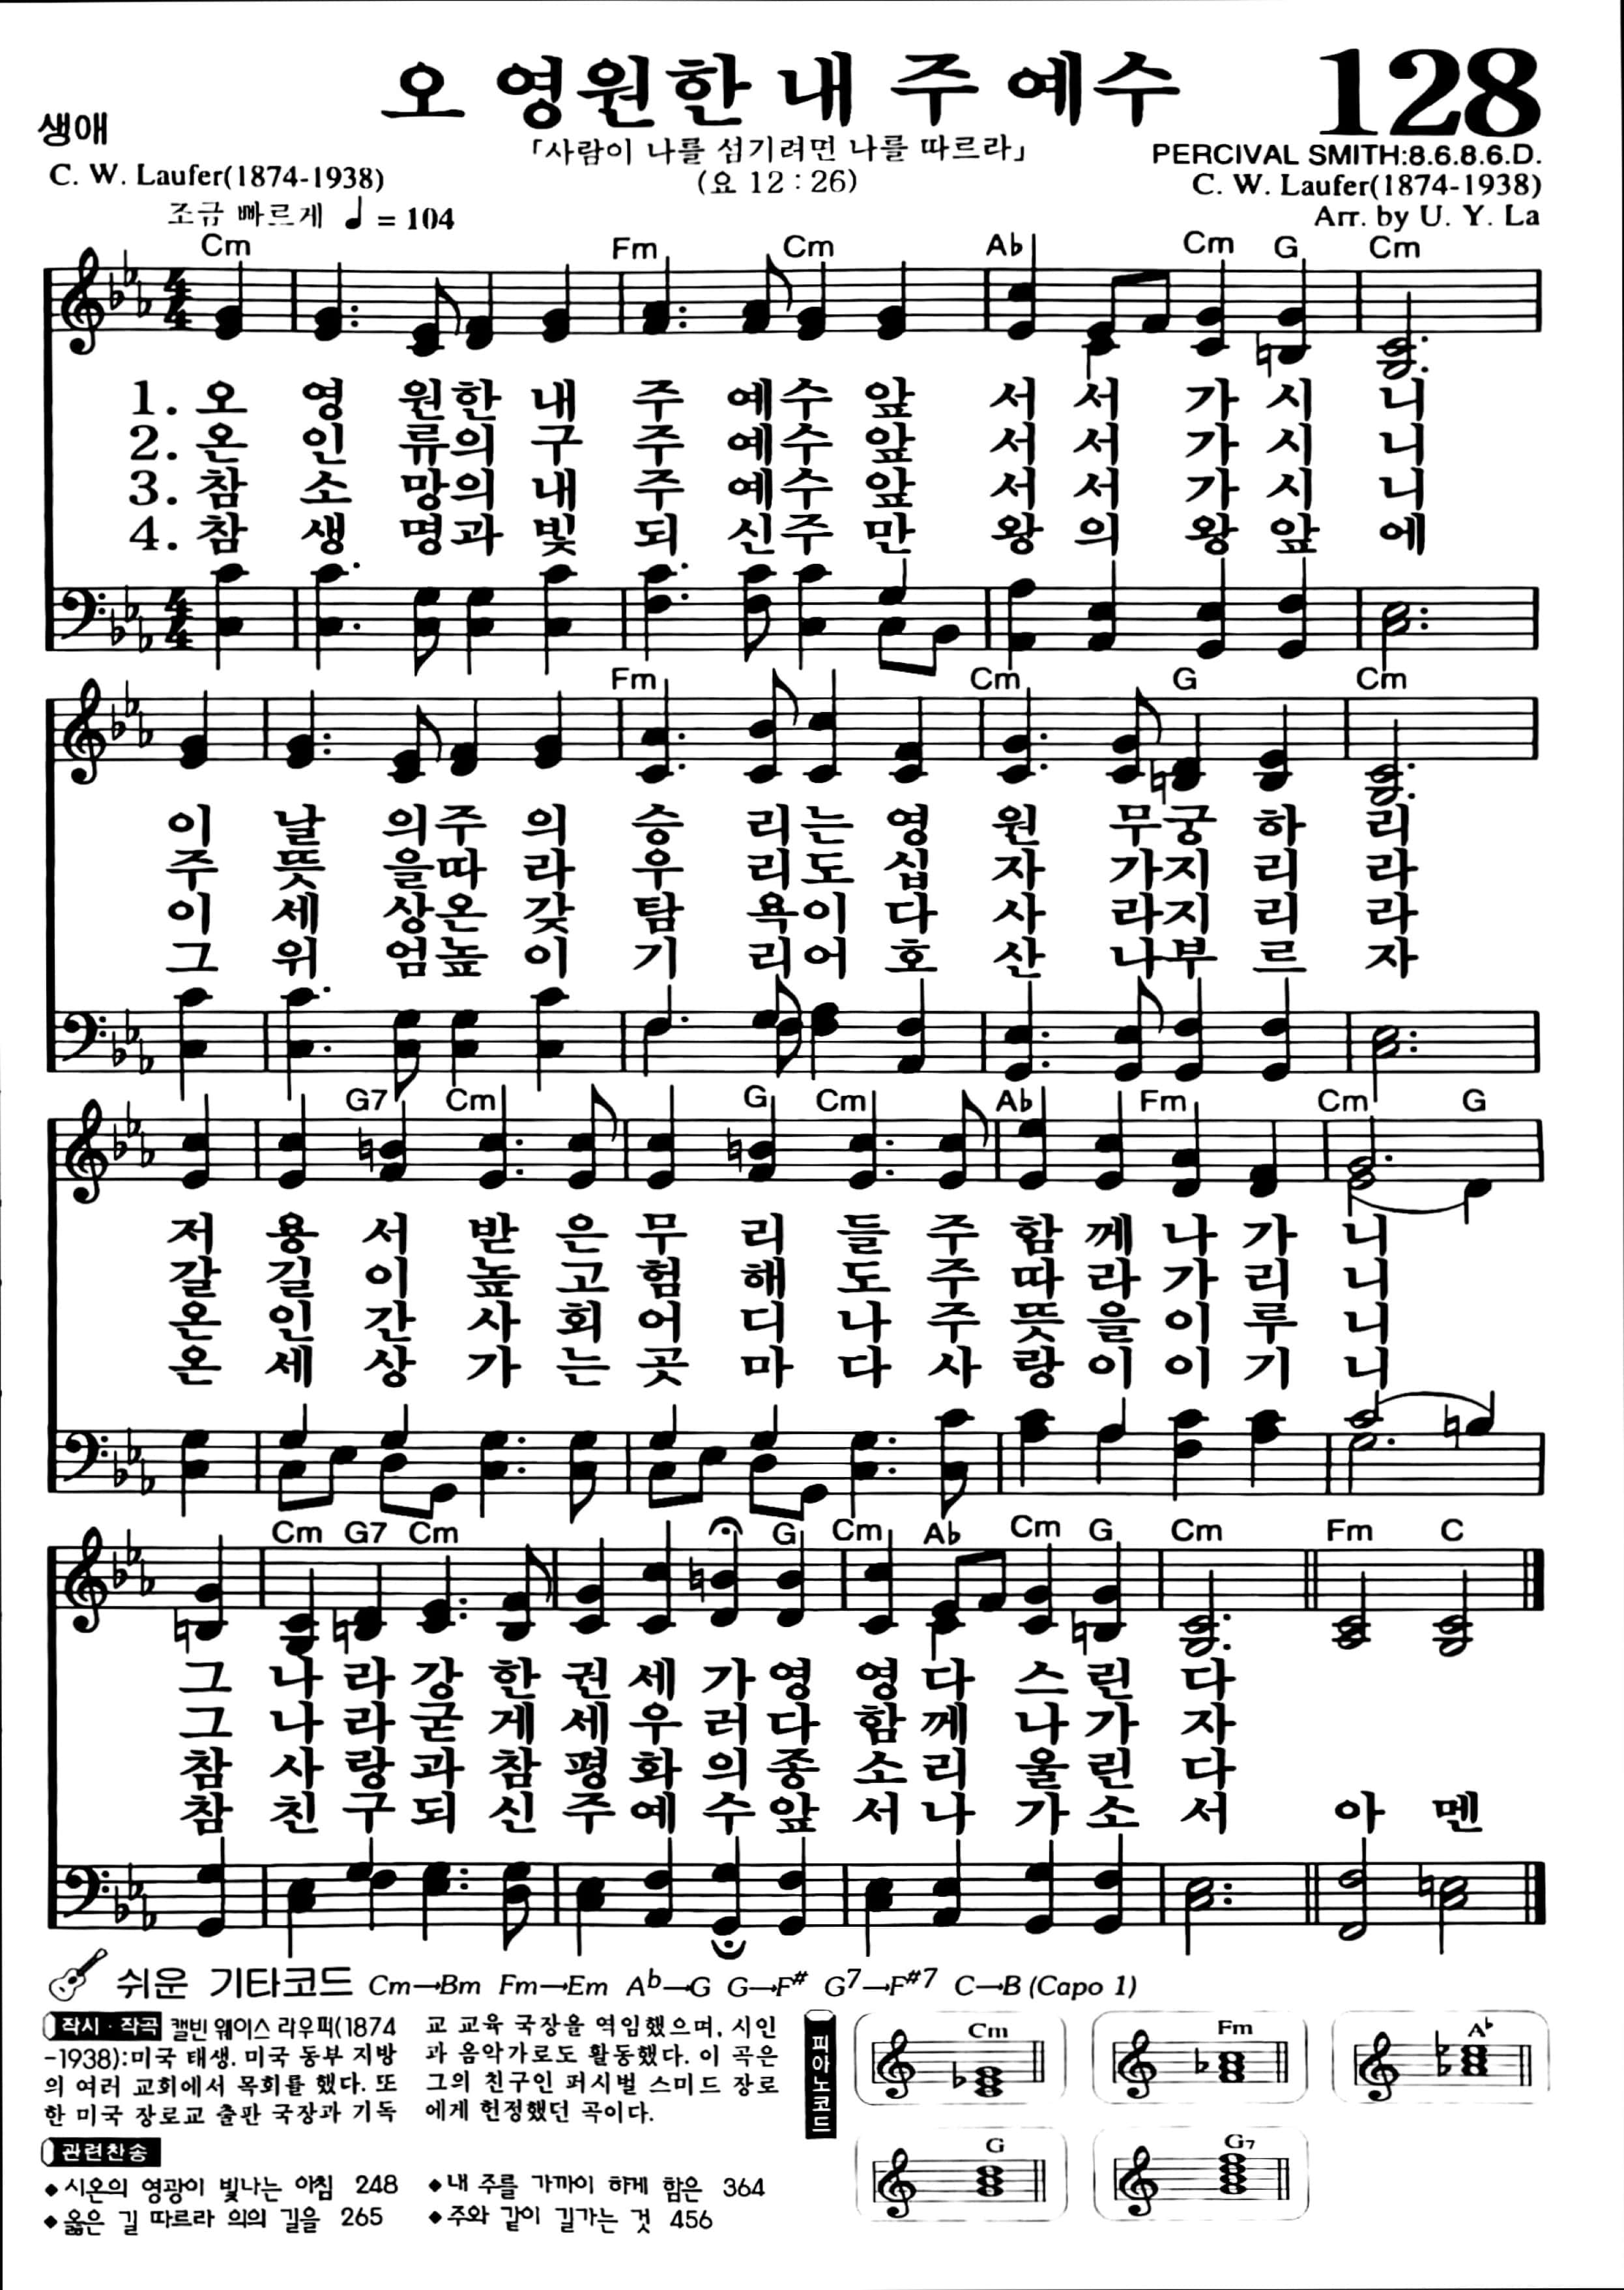 오 영원한 내 주 예수
128
생애
「사람이 나를 섬기려면 나를 따르라」
PERCIVAL SMITH:8.6.8.6.D.
C. W. Laufer(1874-1938)
(요 12 : 26)
C. W. Laufer(1874-1938)
조금 빠르게 ♩ = 104
Arr. by U. Y. La
Cm Fm Cm A♭ Cm G Cm
1. 오 영 원한 내 주 예수 앞 서 서 가 시 니
2. 온 인 류의 구 주 예수 앞 서 서 가 시 니
3. 참 소 망의 내 주 예수 앞 서 서 가 시 니
4. 참 생 명과 빛 되 신주 만 왕 의 왕 앞 에
Fm Cm G Cm
이 날 의주 의 승 리는 영 원 무궁 하 리
주 뜻 을따 라 우 리도 십 자 가지 리 라
이 세 상온 갖 탐 욕이 다 사 라지 리 라
그 위 엄높 이 기 리어 호 산 나부 르 자
G7 Cm G Cm A♭ Fm Cm G
저 용 서 받 은 무 리 들 주 함 께 나 가 니
갈 길 이 높 고 험 해 도 주 따 라 가 리 니
온 인 간 사 회 어 디 나 주 뜻 을 이 루 니
온 세 상 가 는 곳 마 다 사 랑 이 이 기 니
Cm G7 Cm G Cm A♭ Cm G Cm Fm C
그 나 라 강 한 권 세 가 영 영 다 스 린 다
그 나 라 굳 게 세 우 러 다 함 께 나 가 자
참 사 랑 과 참 평 화 의 종 소 리 울 린 다
참 친 구 되 신 주 예 수 앞 서 나 가 소 서 아 멘
쉬운 기타코드 Cm→Bm Fm→Em A♭→G G→F# G7→F#7 C→B (Capo 1)
작시 · 작곡 캘빈 웨이스 라우퍼(1874
-1938):미국 태생. 미국 동부 지방
의 여러 교회에서 목회를 했다. 또
한 미국 장로교 출판 국장과 기독
교 교육 국장을 역임했으며, 시인
과 음악가로도 활동했다. 이 곡은
그의 친구인 퍼시벌 스미드 장로
에게 헌정했던 곡이다.
관련찬송
◆시온의 영광이 빛나는 아침 248
◆옳은 길 따르라 의의 길을 265
◆내 주를 가까이 하게 함은 364
◆주와 같이 길가는 것 456
피아노코드
Cm Fm A♭
G G7